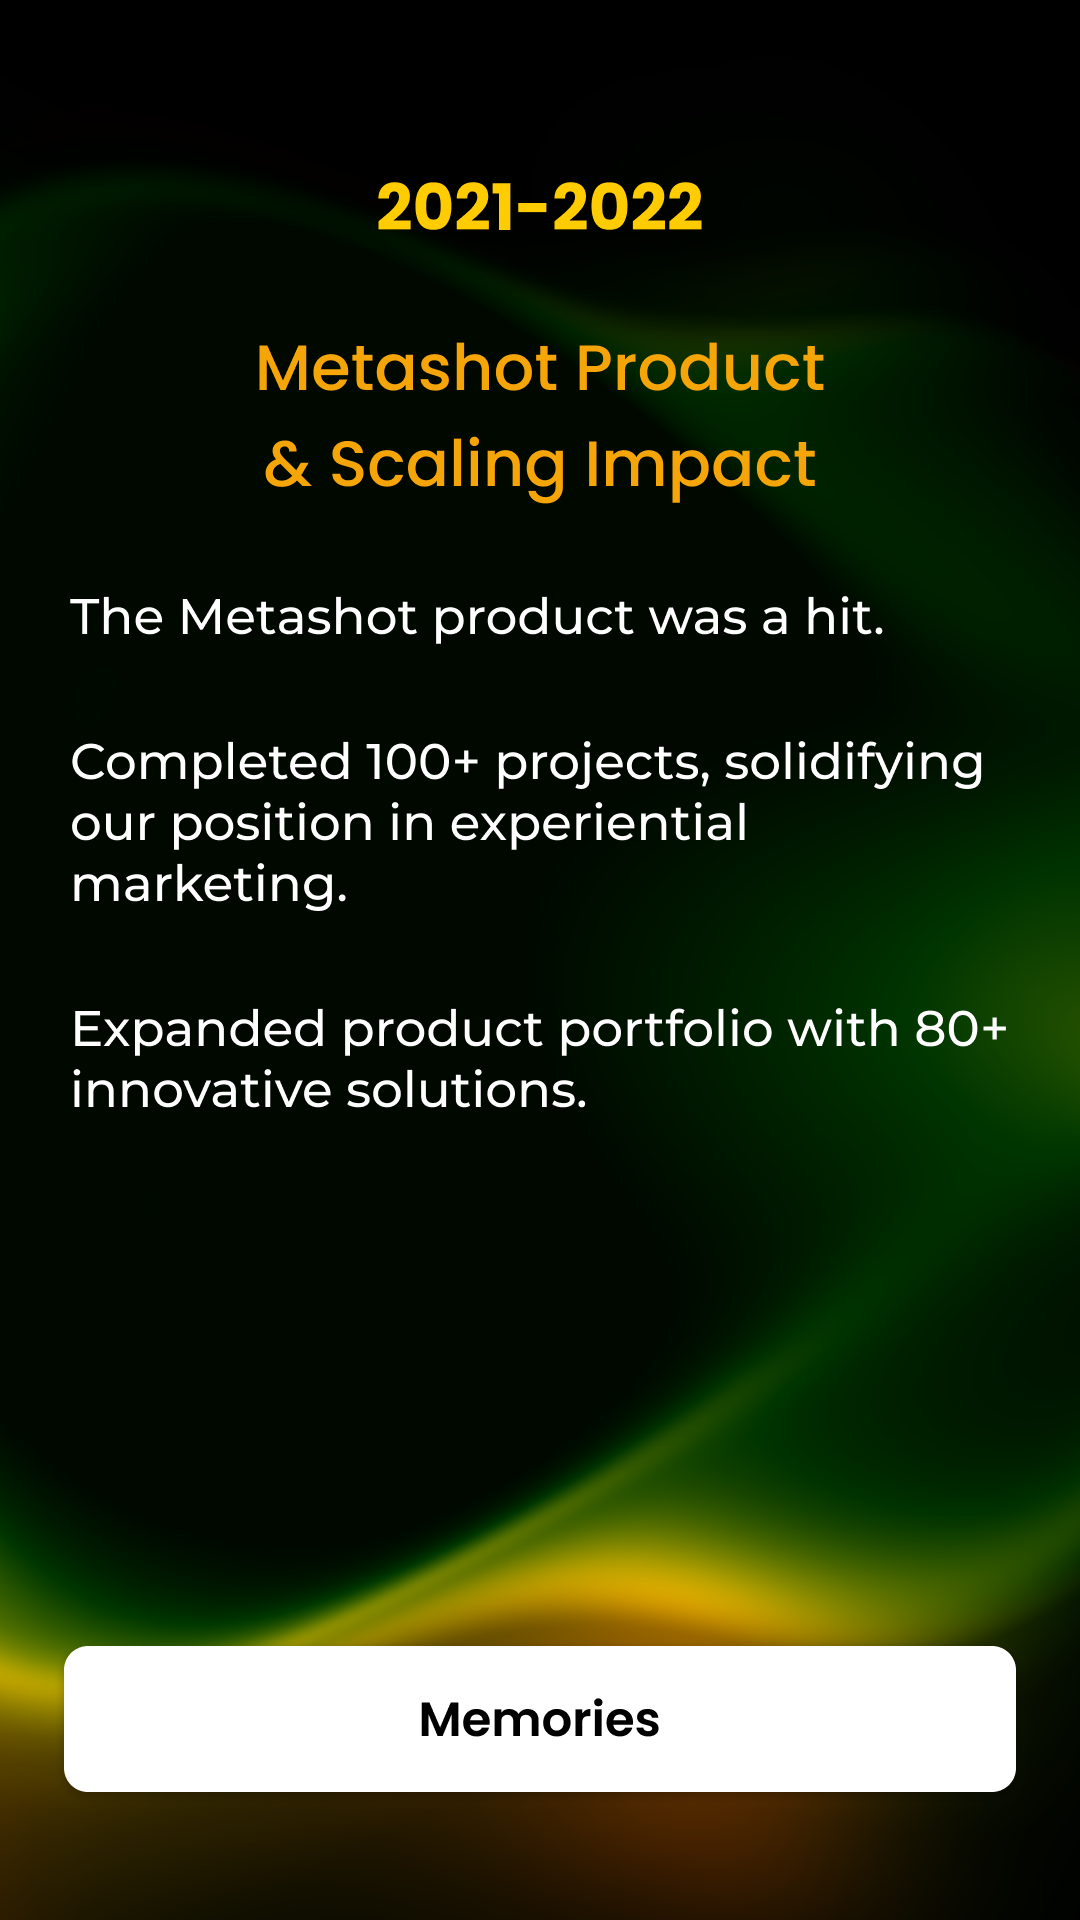 2021-2022
Metashot Product
& Scaling Impact
The Metashot product was a hit.
Completed 100+ projects, solidifying
our position in experiential
marketing.
Expanded product portfolio with 80+
innovative solutions.
Memories